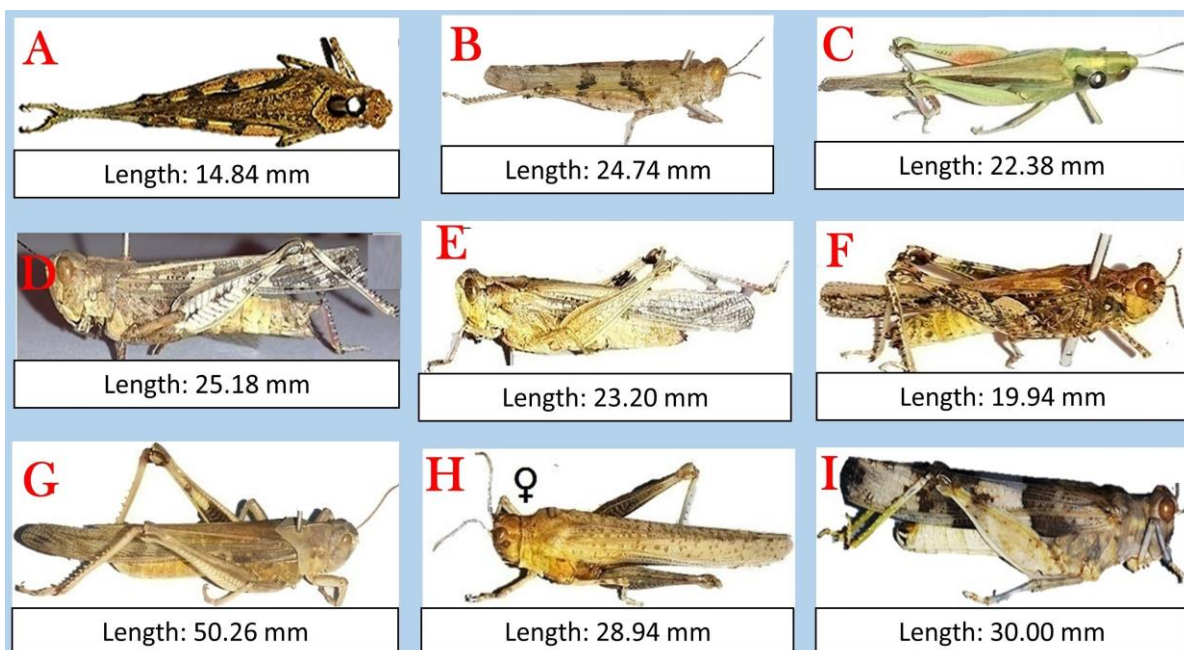 A
B
C
Length: 14.84 mm
Length: 24.74 mm
Length: 22.38 mm
D
E
F
Length: 25.18 mm
Length: 23.20 mm
Length: 19.94 mm
G
H
♀
I
Length: 50.26 mm
Length: 28.94 mm
Length: 30.00 mm